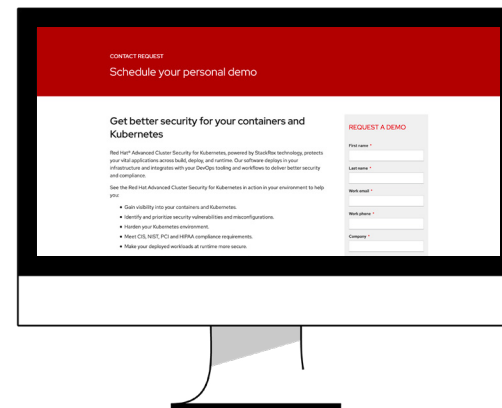 CONTACT REQUEST
Schedule your personal demo
Get better security for your containers and
Kubernetes
Red Hat® Advanced Cluster Security for Kubernetes, powered by StackRox technology, protects
your vital applications across build, deploy, and runtime. Our software deploys in your
infrastructure and integrates with your DevOps tooling and workflows to deliver better security
and compliance.
See the Red Hat Advanced Cluster Security for Kubernetes in action in your environment to help
you:
• Gain visibility into your containers and Kubernetes.
• Identify and prioritize security vulnerabilities and misconfigurations.
• Harden your Kubernetes environment.
• Meet CIS, NIST, PCI and HIPAA compliance requirements.
• Make your deployed workloads at runtime more secure.
REQUEST A DEMO
First name *
Last name *
Work email *
Work phone *
Company *